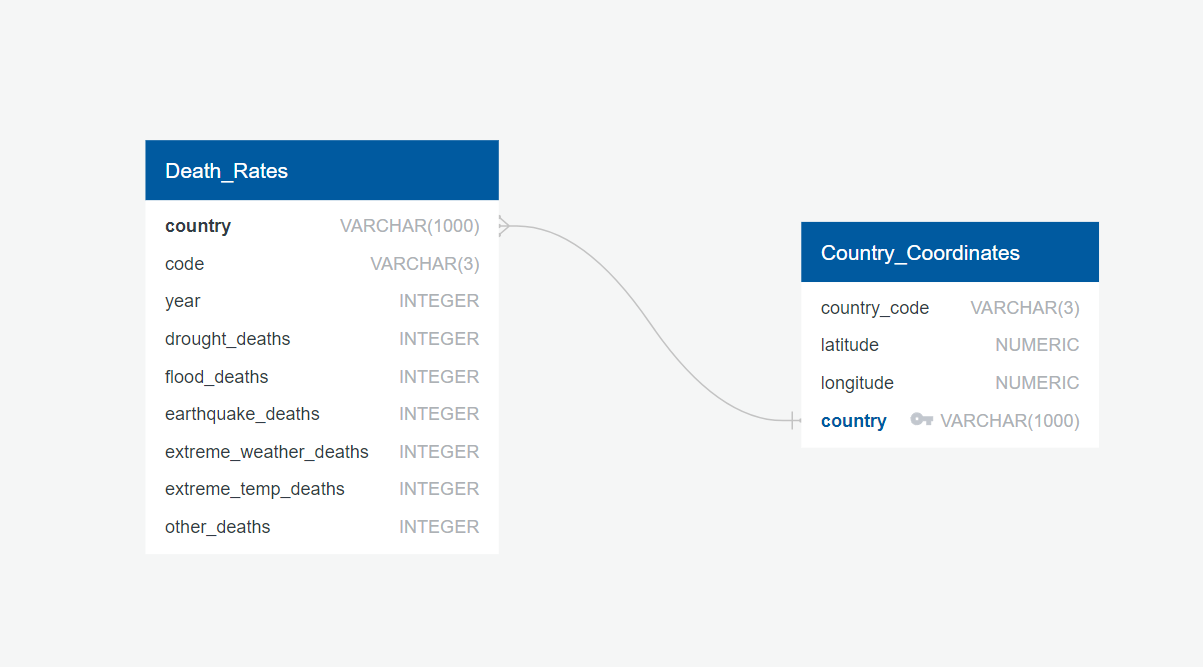 Death_Rates
country VARCHAR(1000)
code VARCHAR(3)
year INTEGER
drought_deaths INTEGER
flood_deaths INTEGER
earthquake_deaths INTEGER
extreme_weather_deaths INTEGER
extreme_temp_deaths INTEGER
other_deaths INTEGER
Country_Coordinates
country_code VARCHAR(3)
latitude NUMERIC
longitude NUMERIC
country VARCHAR(1000)